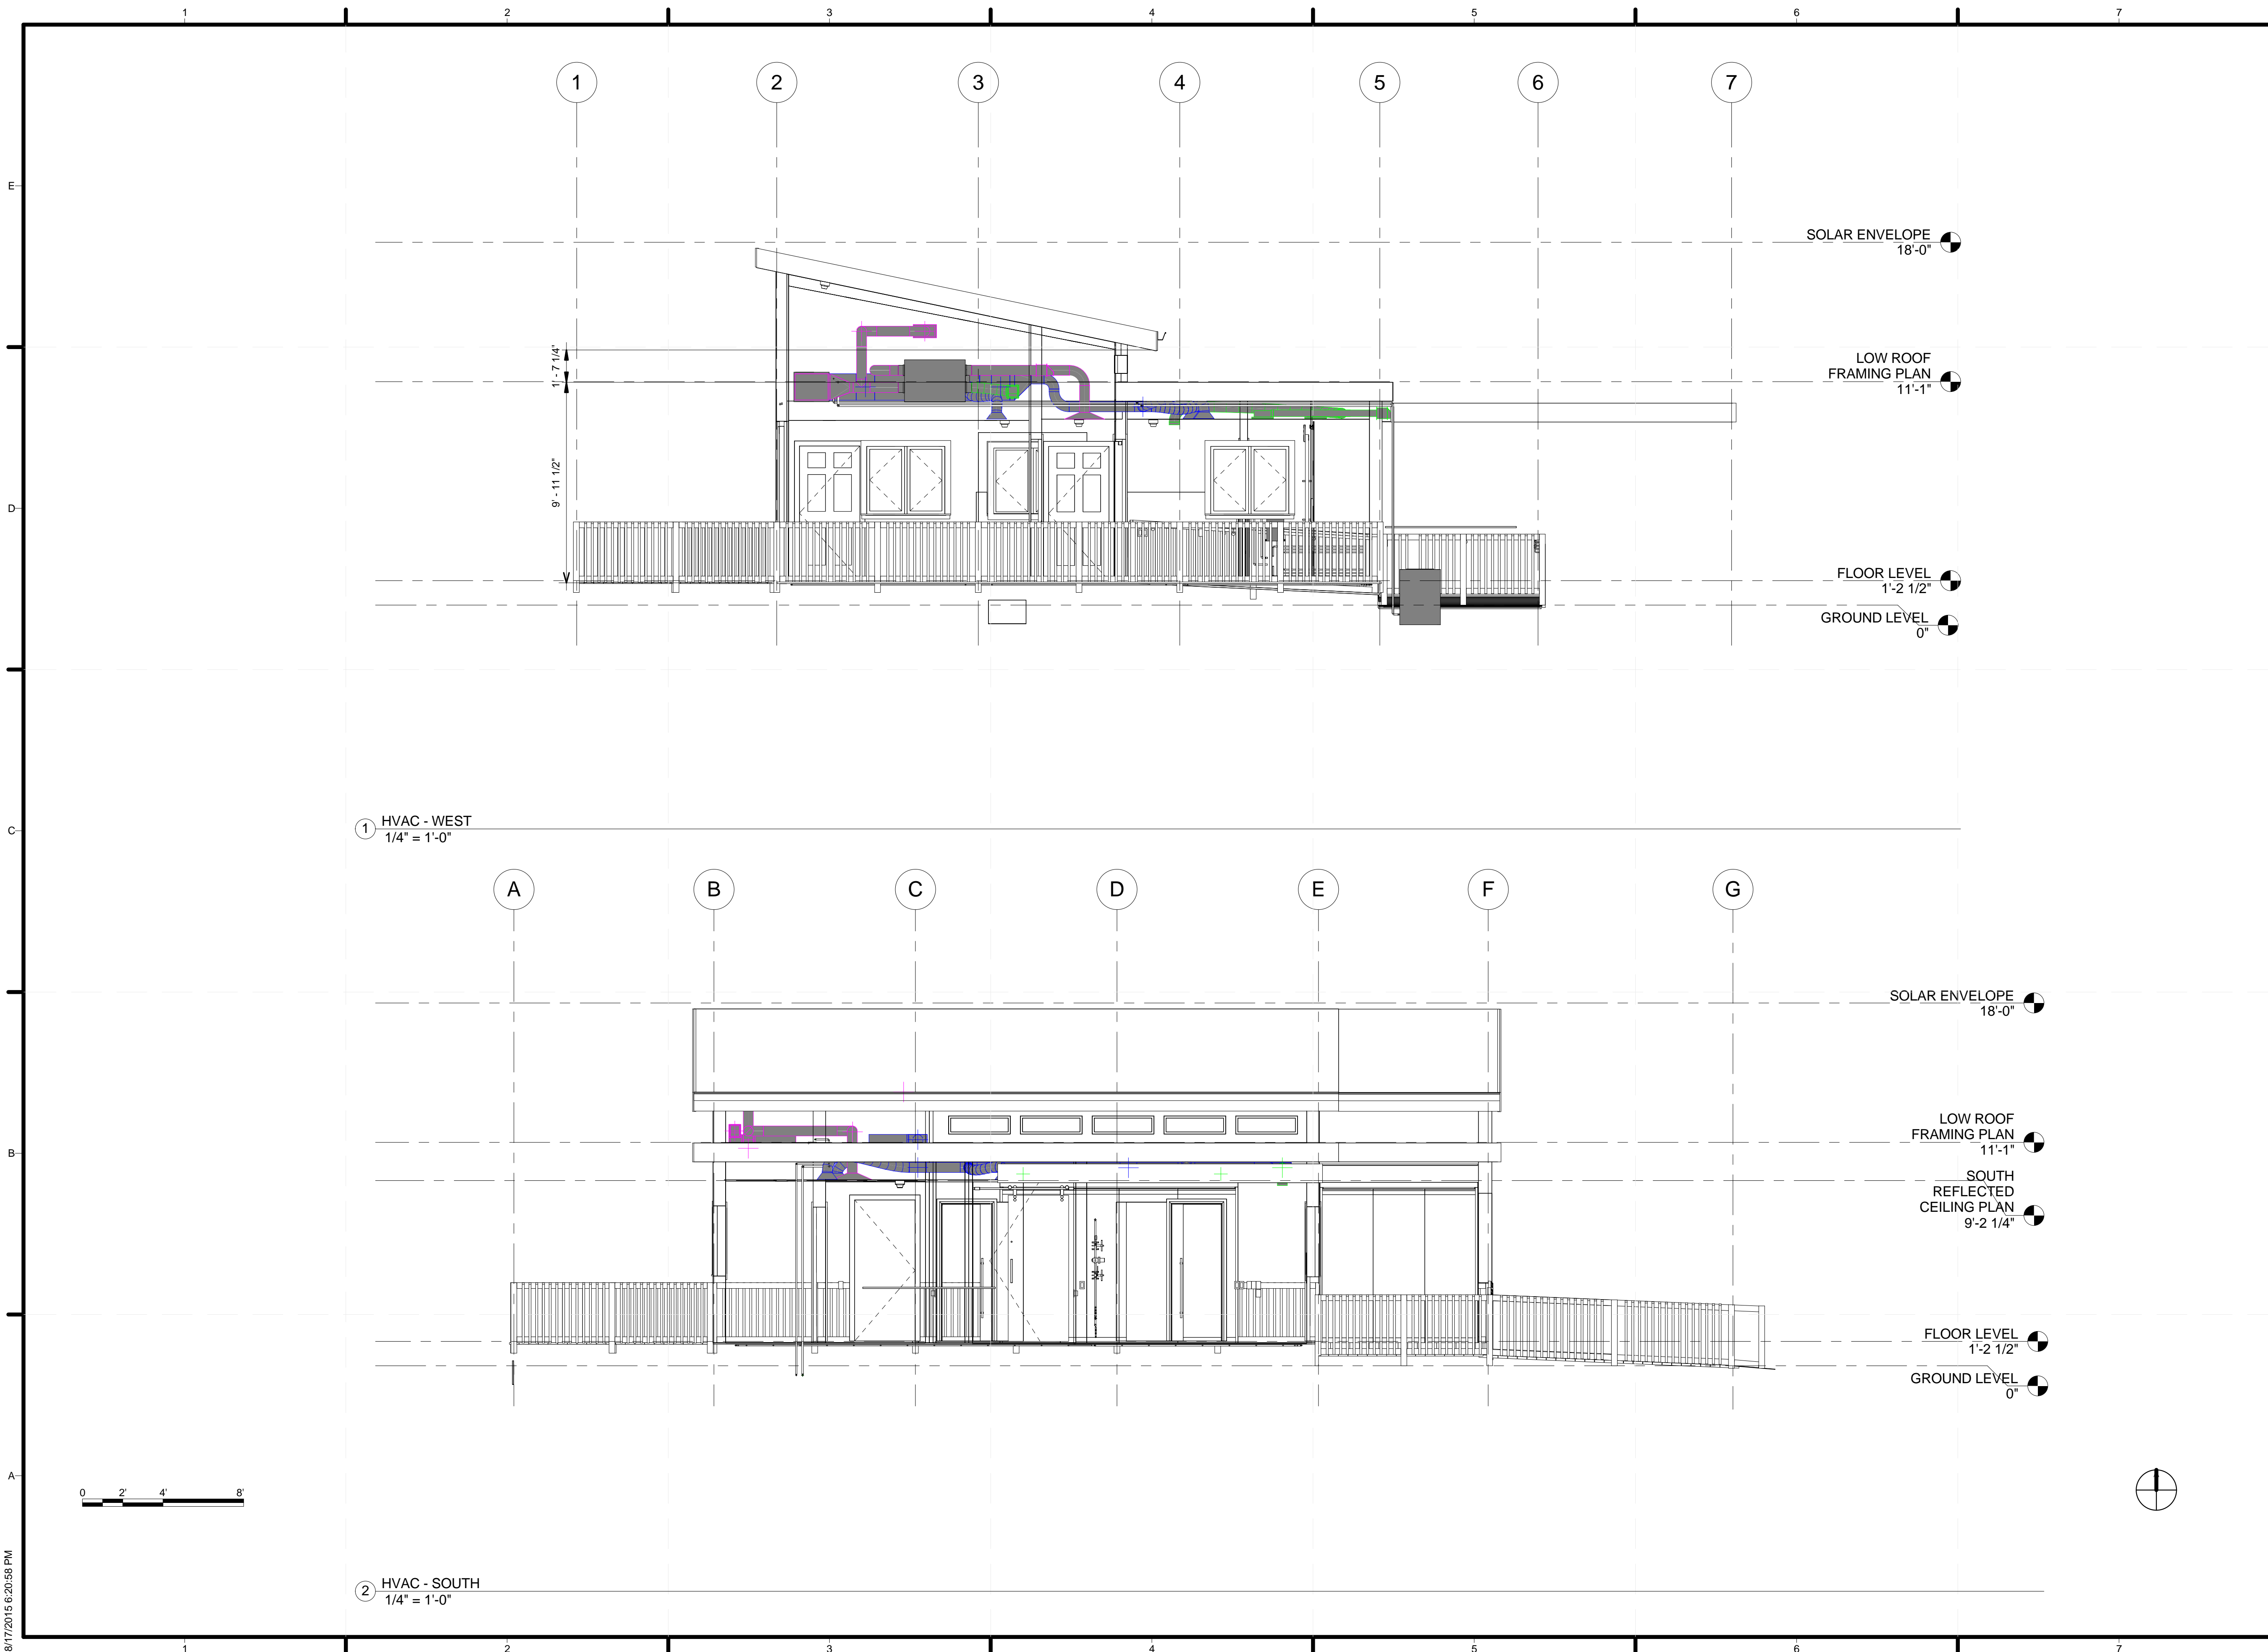 1 2 3 4 5 6 7
1 2 3 4 5 6 7
E
SOLAR ENVELOPE
18'-0"
1' - 7 1/4"
LOW ROOF
FRAMING PLAN
11'-1"
9' - 11 1/2"
D
FLOOR LEVEL
1'-2 1/2"
GROUND LEVEL
0"
C
1 HVAC - WEST
1/4" = 1'-0"
A B C D E F G
SOLAR ENVELOPE
18'-0"
LOW ROOF
FRAMING PLAN
11'-1"
B
SOUTH
REFLECTED
CEILING PLAN
9'-2 1/4"
FLOOR LEVEL
1'-2 1/2"
GROUND LEVEL
0"
A
0 2' 4' 8'
2 HVAC - SOUTH
1/4" = 1'-0"
8/17/2015 6:20:58 PM
1 2 3 4 5 6 7